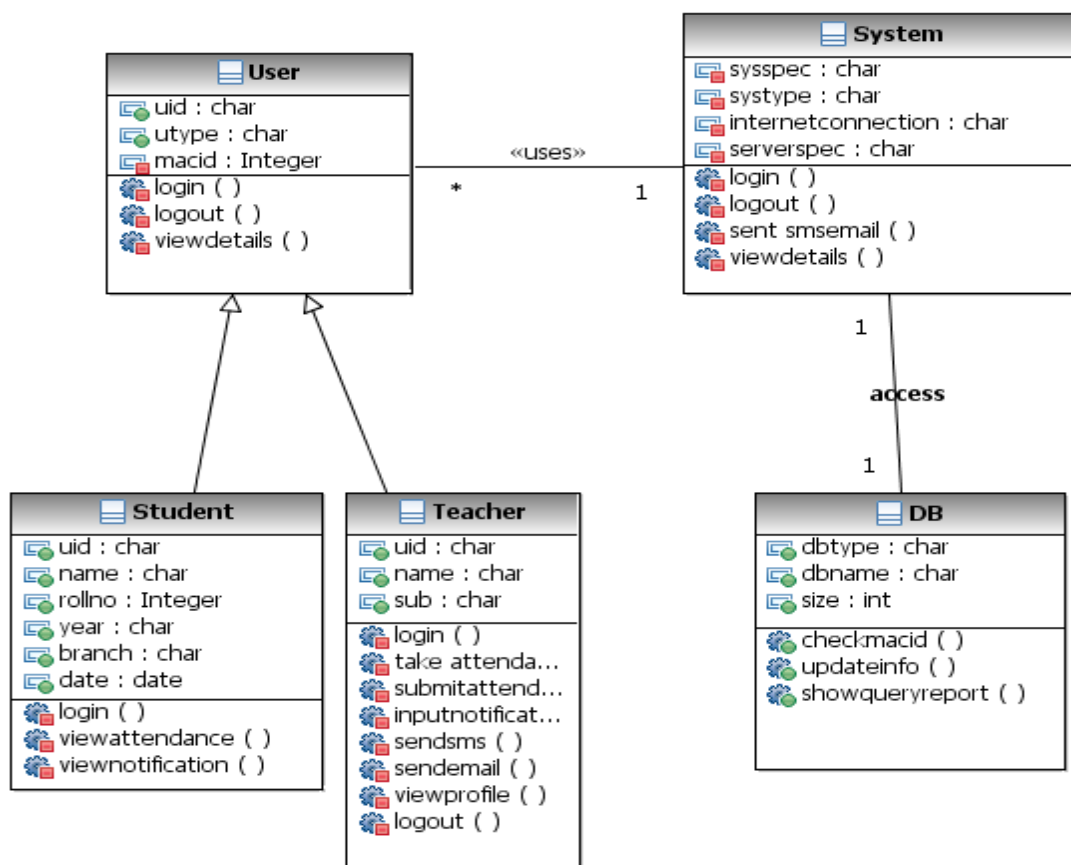 User
uid : char
utype : char
macid : Integer
login ( )
logout ( )
viewdetails ( )
«uses»
*
1
System
sysspec : char
systype : char
internetconnection : char
serverspec : char
login ( )
logout ( )
sent smsemail ( )
viewdetails ( )
1
access
1
Student
uid : char
name : char
rollno : Integer
year : char
branch : char
date : date
login ( )
viewattendance ( )
viewnotification ( )
Teacher
uid : char
name : char
sub : char
login ( )
take attenda...
submitattend...
inputnotificat...
sendsms ( )
sendemail ( )
viewprofile ( )
logout ( )
DB
dbtype : char
dbname : char
size : int
checkmacid ( )
updateinfo ( )
showqueryreport ( )